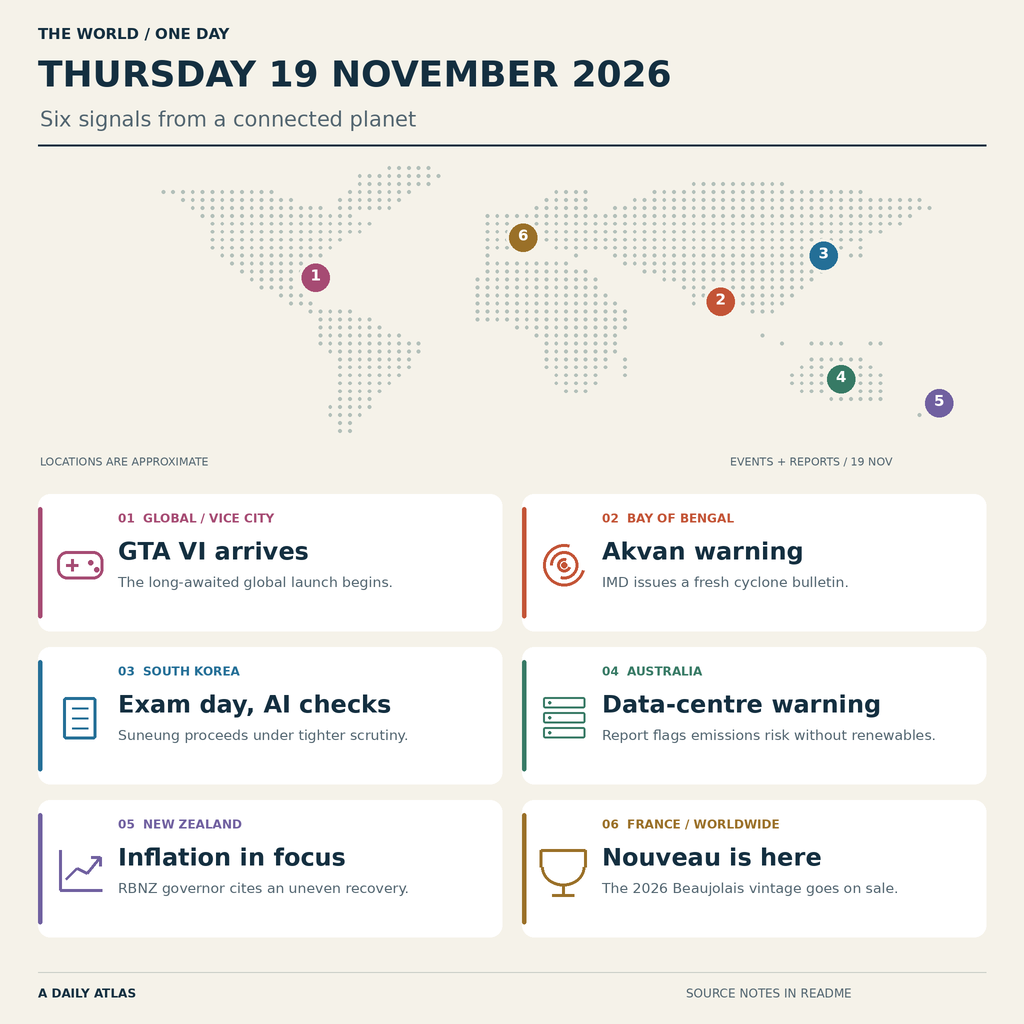 THE WORLD / ONE DAY
THURSDAY 19 NOVEMBER 2026
Six signals from a connected planet
6
3
1
2
4
5
LOCATIONS ARE APPROXIMATE
EVENTS + REPORTS / 19 NOV
01 GLOBAL / VICE CITY
GTA VI arrives
The long-awaited global launch begins.
02 BAY OF BENGAL
Akvan warning
IMD issues a fresh cyclone bulletin.
03 SOUTH KOREA
Exam day, AI checks
Suneung proceeds under tighter scrutiny.
04 AUSTRALIA
Data-centre warning
Report flags emissions risk without renewables.
05 NEW ZEALAND
Inflation in focus
RBNZ governor cites an uneven recovery.
06 FRANCE / WORLDWIDE
Nouveau is here
The 2026 Beaujolais vintage goes on sale.
A DAILY ATLAS
SOURCE NOTES IN README